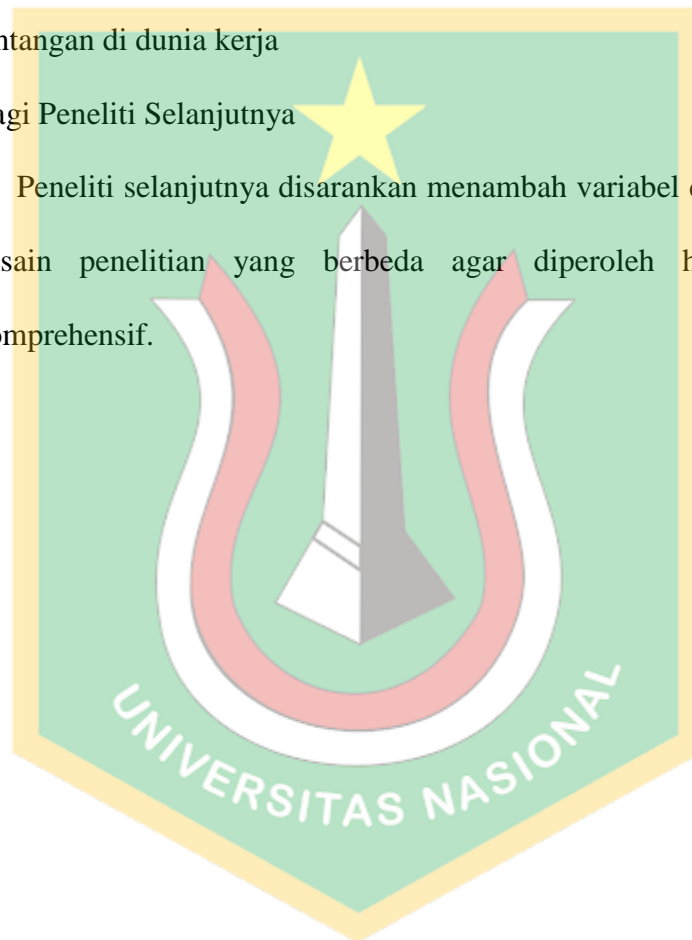 ntangan di dunia kerja
agi Peneliti Selanjutnya
Peneliti selanjutnya disarankan menambah variabel
sain penelitian yang berbeda agar diperoleh h
omprehensif.
UNIVERSITAS NASIONAL